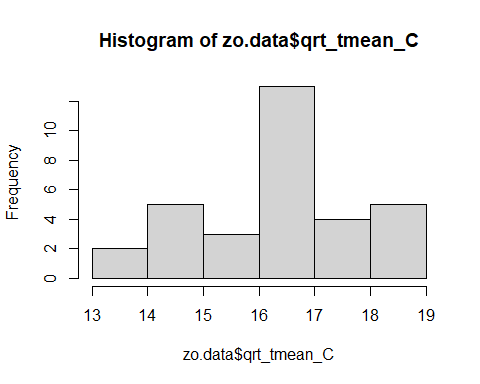 Histogram of zo.data$qrt_tmean_C
Frequency
10
8
6
4
2
0
13 14 15 16 17 18 19
zo.data$qrt_tmean_C